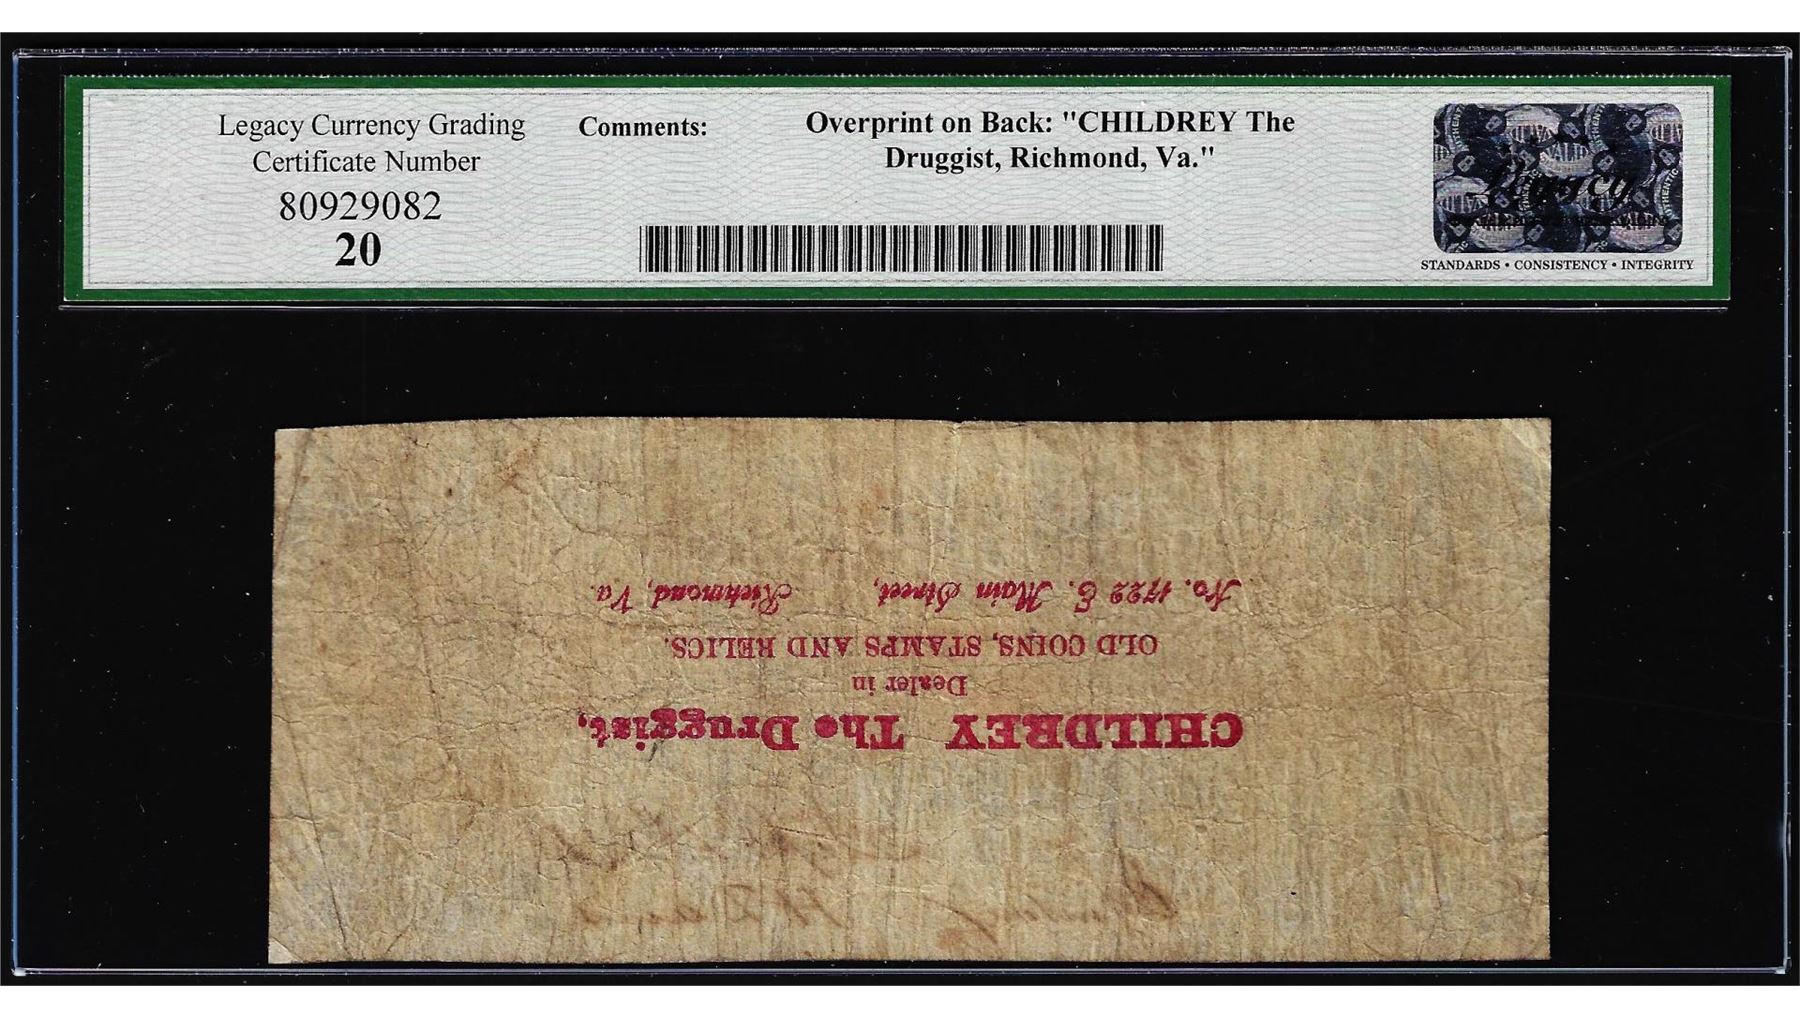 Legacy Currency Grading
Certificate Number
80929082
20
Comments:
Overprint on Back: "CHILDREY The
Druggist, Richmond, Va."
Legacy
STANDARDS • CONSISTENCY • INTEGRITY
CHILDREY The Druggist,
Dealer in
OLD COINS, STAMPS AND RELICS.
No. 1722 E. Main Street, Richmond, Va.